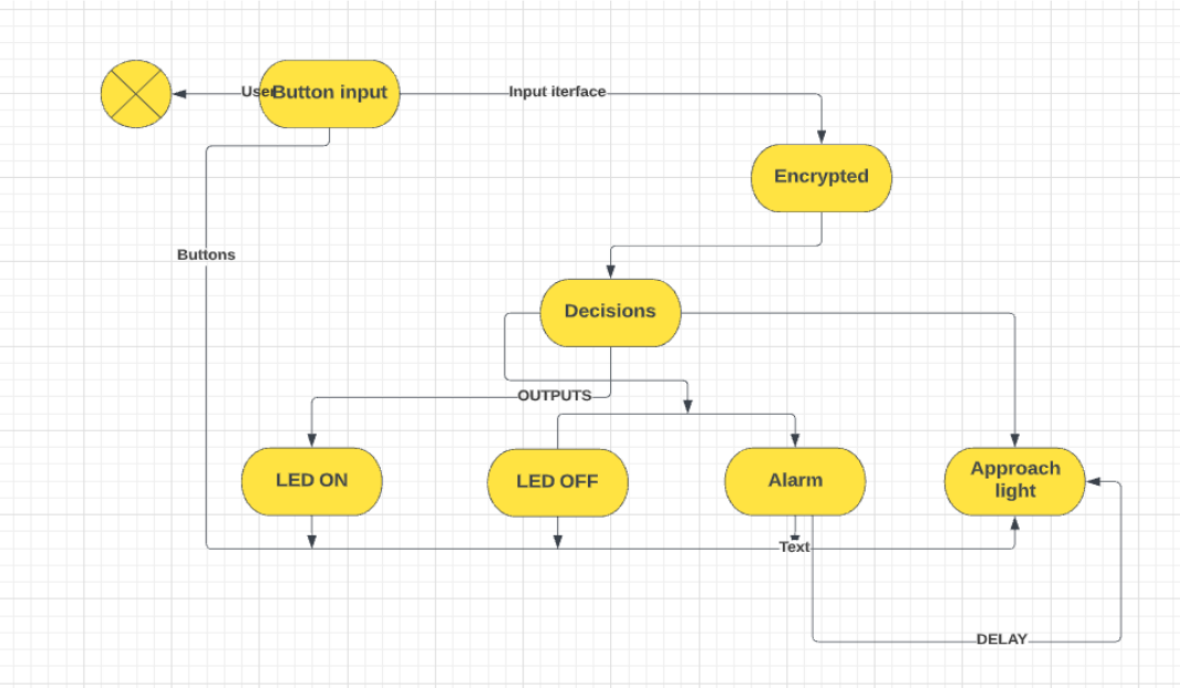 User
Button input
Input iterface
Encrypted
Buttons
Decisions
OUTPUTS
LED ON
LED OFF
Alarm
Approach
light
Text
DELAY